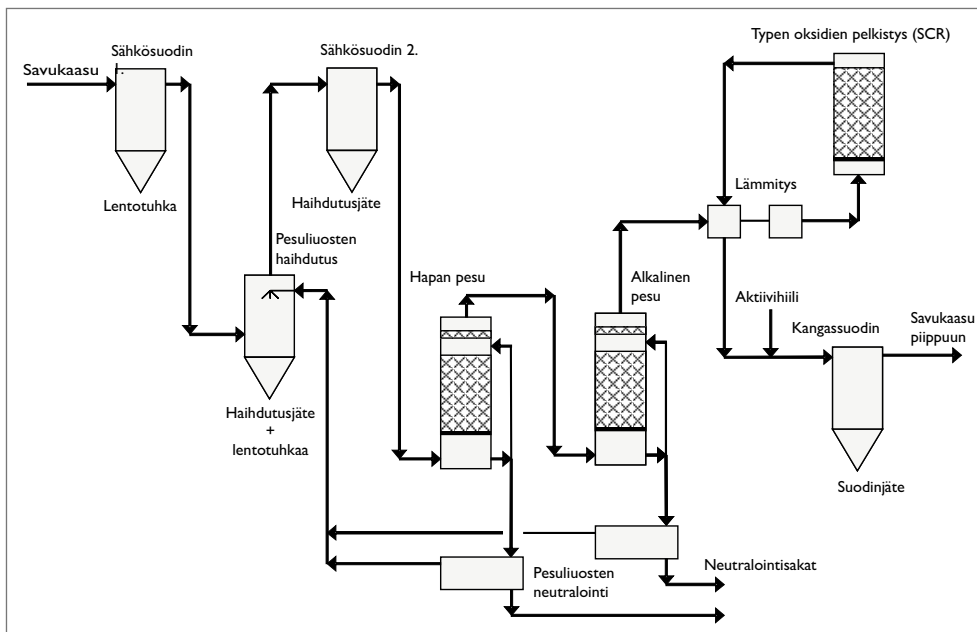 Savukaasu
Sähkösuodin
1.
Lentotuhka
Pesuliuosten
haihdutus
Haihdutusjäte
+
lentotuhkaa
Sähkösuodin 2.
Haihdutusjäte
Hapan pesu
Alkalinen
pesu
Typen oksidien pelkistys (SCR)
Lämmitys
Aktiivihiili
Kangassuodin
Savukaasu
piippuun
Suodinjäte
Pesuliuosten
neutralointi
Neutralointisakat